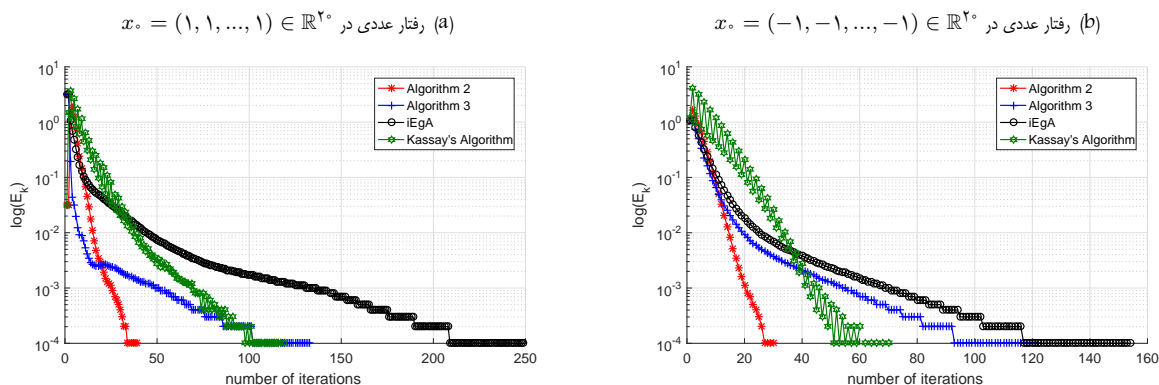 (a) رفتار عددی در x₀ = (۱, ۱, ..., ۱) ∈ ℝ²⁰
10¹
10⁰
10⁻¹
10⁻²
10⁻³
10⁻⁴
log(E_k)
0 50 100 150 200 250
number of iterations
Algorithm 2
Algorithm 3
iEgA
Kassay's Algorithm
(b) رفتار عددی در x₀ = (−۱, −۱, ..., −۱) ∈ ℝ²⁰
10¹
10⁰
10⁻¹
10⁻²
10⁻³
10⁻⁴
log(E_k)
0 20 40 60 80 100 120 140 160
number of iterations
Algorithm 2
Algorithm 3
iEgA
Kassay's Algorithm